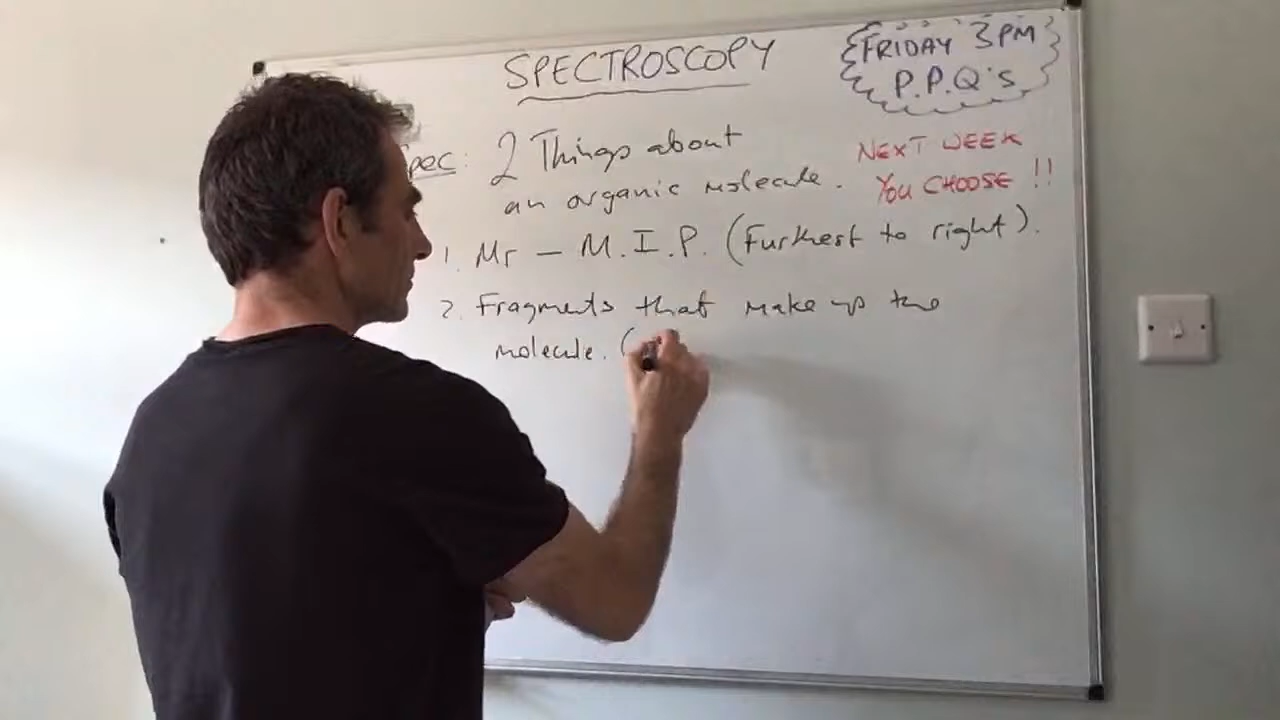 SPECTROSCOPY
FRIDAY 3PM
P.P.Q's
pec: 2 Things about
an organic molecule.
NEXT WEEK
YOU CHOOSE !!
1. Mr – M.I.P. (Furthest to right).
2. Fragments that make up the
molecule. (